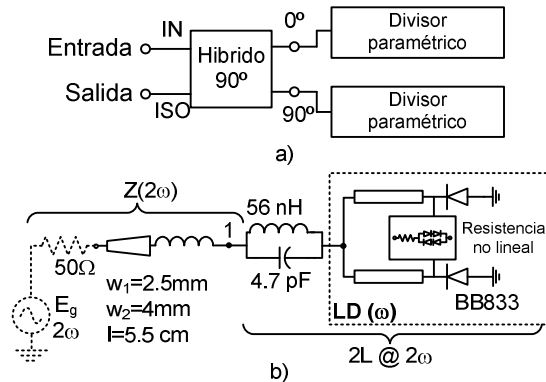 IN
0º
Divisor
paramétrico
Entrada
Hibrido
90º
Salida
ISO
90º
Divisor
paramétrico
a)
Z(2ω)
1
56 nH
4.7 pF
50Ω
w₁=2.5mm
w₂=4mm
l=5.5 cm
E_g
2ω
Resistencia
no lineal
BB833
LD (ω)
2L @ 2ω
b)